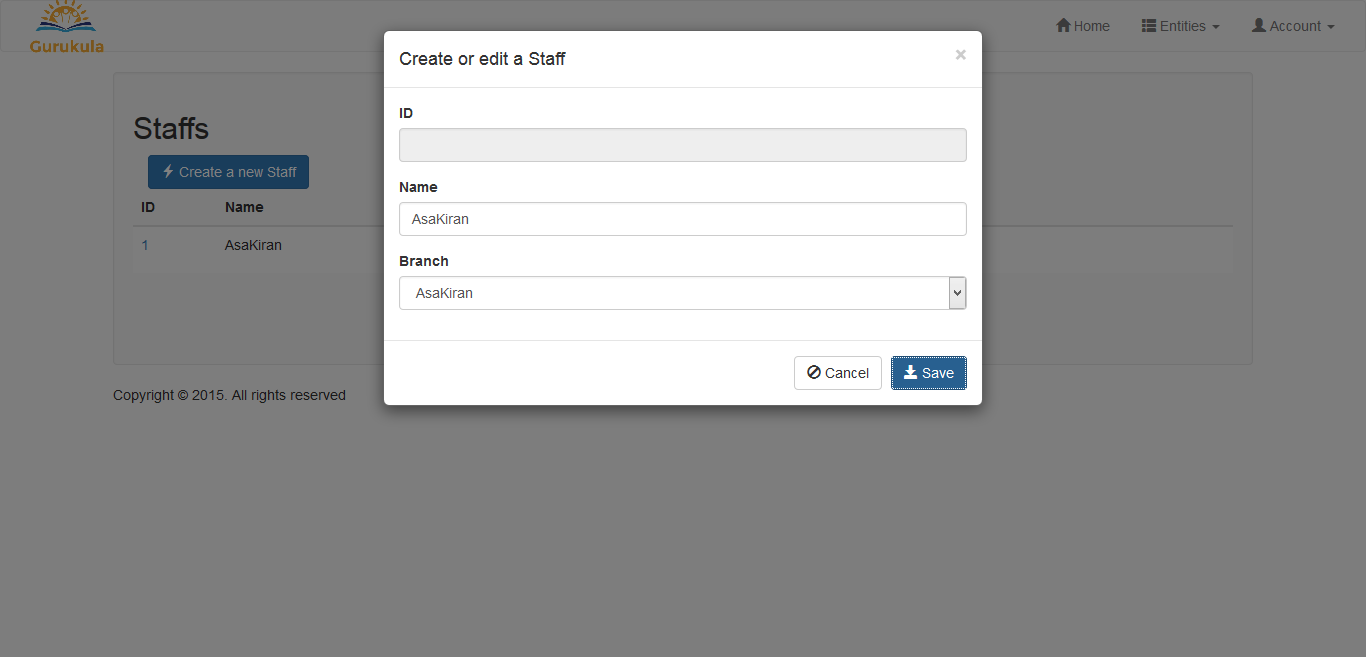 Gurukula
Home Entities Account
Create or edit a Staff ×
ID
Name
AsaKiran
Branch
AsaKiran
Cancel Save
Staffs
Create a new Staff
ID Name
1 AsaKiran
Copyright © 2015. All rights reserved